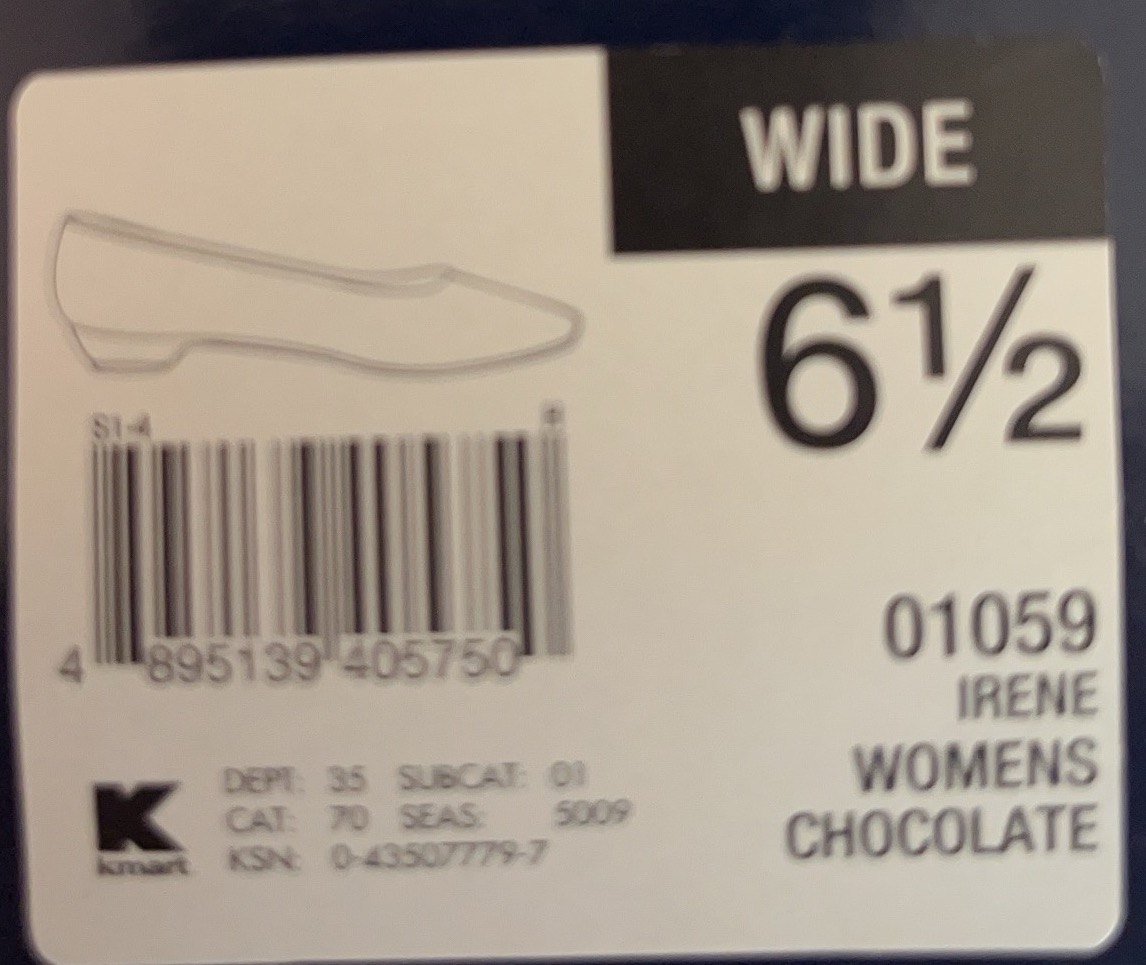 WIDE
6½
S1-4
4 895139 405750
01059
IRENE
WOMENS
CHOCOLATE
kmart
DEPT: 35 SUBCAT: 01
CAT: 70 SEAS: 5009
KSN: 0-43507779-7